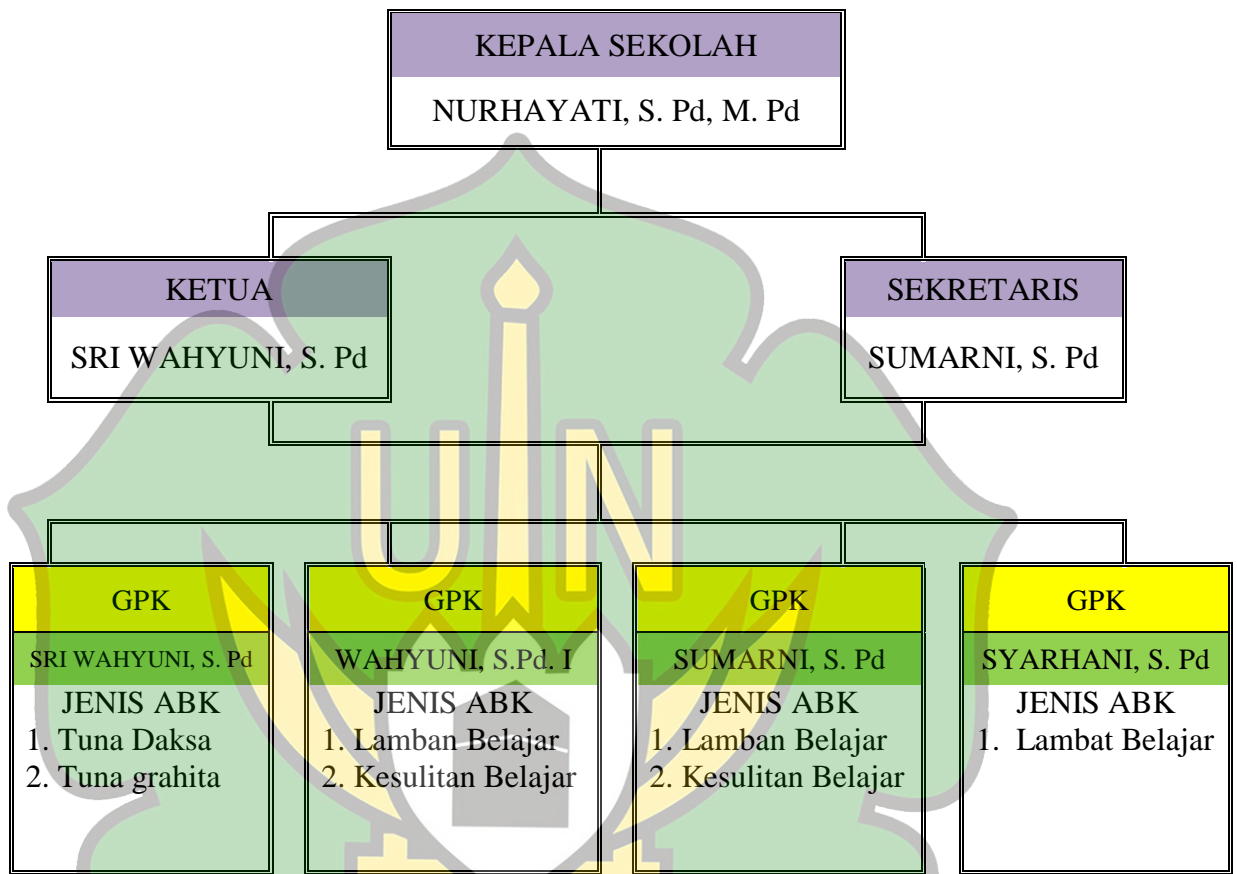 KEPALA SEKOLAH
NURHAYATI, S. Pd, M. Pd
KETUA
SRI WAHYUNI, S. Pd
SEKRETARIS
SUMARNI, S. Pd
UIN
GPK
SRI WAHYUNI, S. Pd
JENIS ABK
1. Tuna Daksa
2. Tuna grahita
GPK
WAHYUNI, S.Pd. I
JENIS ABK
1. Lamban Belajar
2. Kesulitan Belajar
GPK
SUMARNI, S. Pd
JENIS ABK
1. Lamban Belajar
2. Kesulitan Belajar
GPK
SYARHANI, S. Pd
JENIS ABK
1. Lambat Belajar